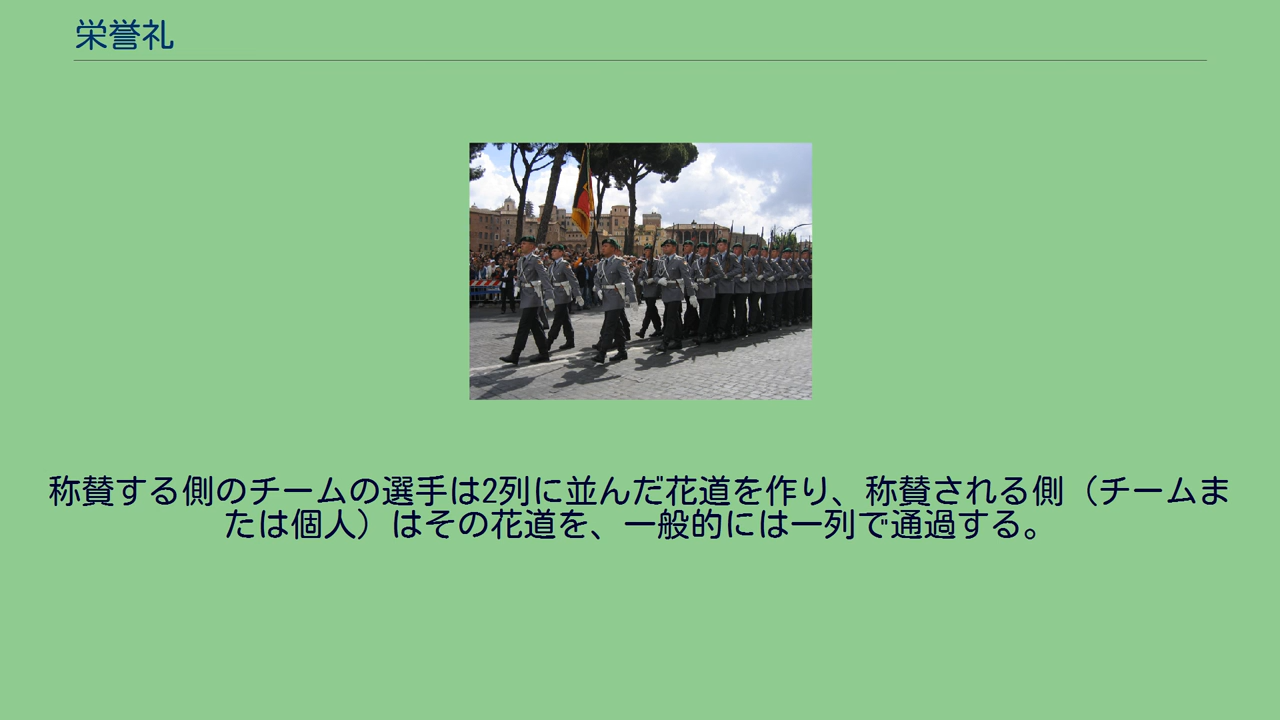 栄誉礼
称賛する側のチームの選手は2列に並んだ花道を作り、称賛される側（チームま
たは個人）はその花道を、一般的には一列で通過する。